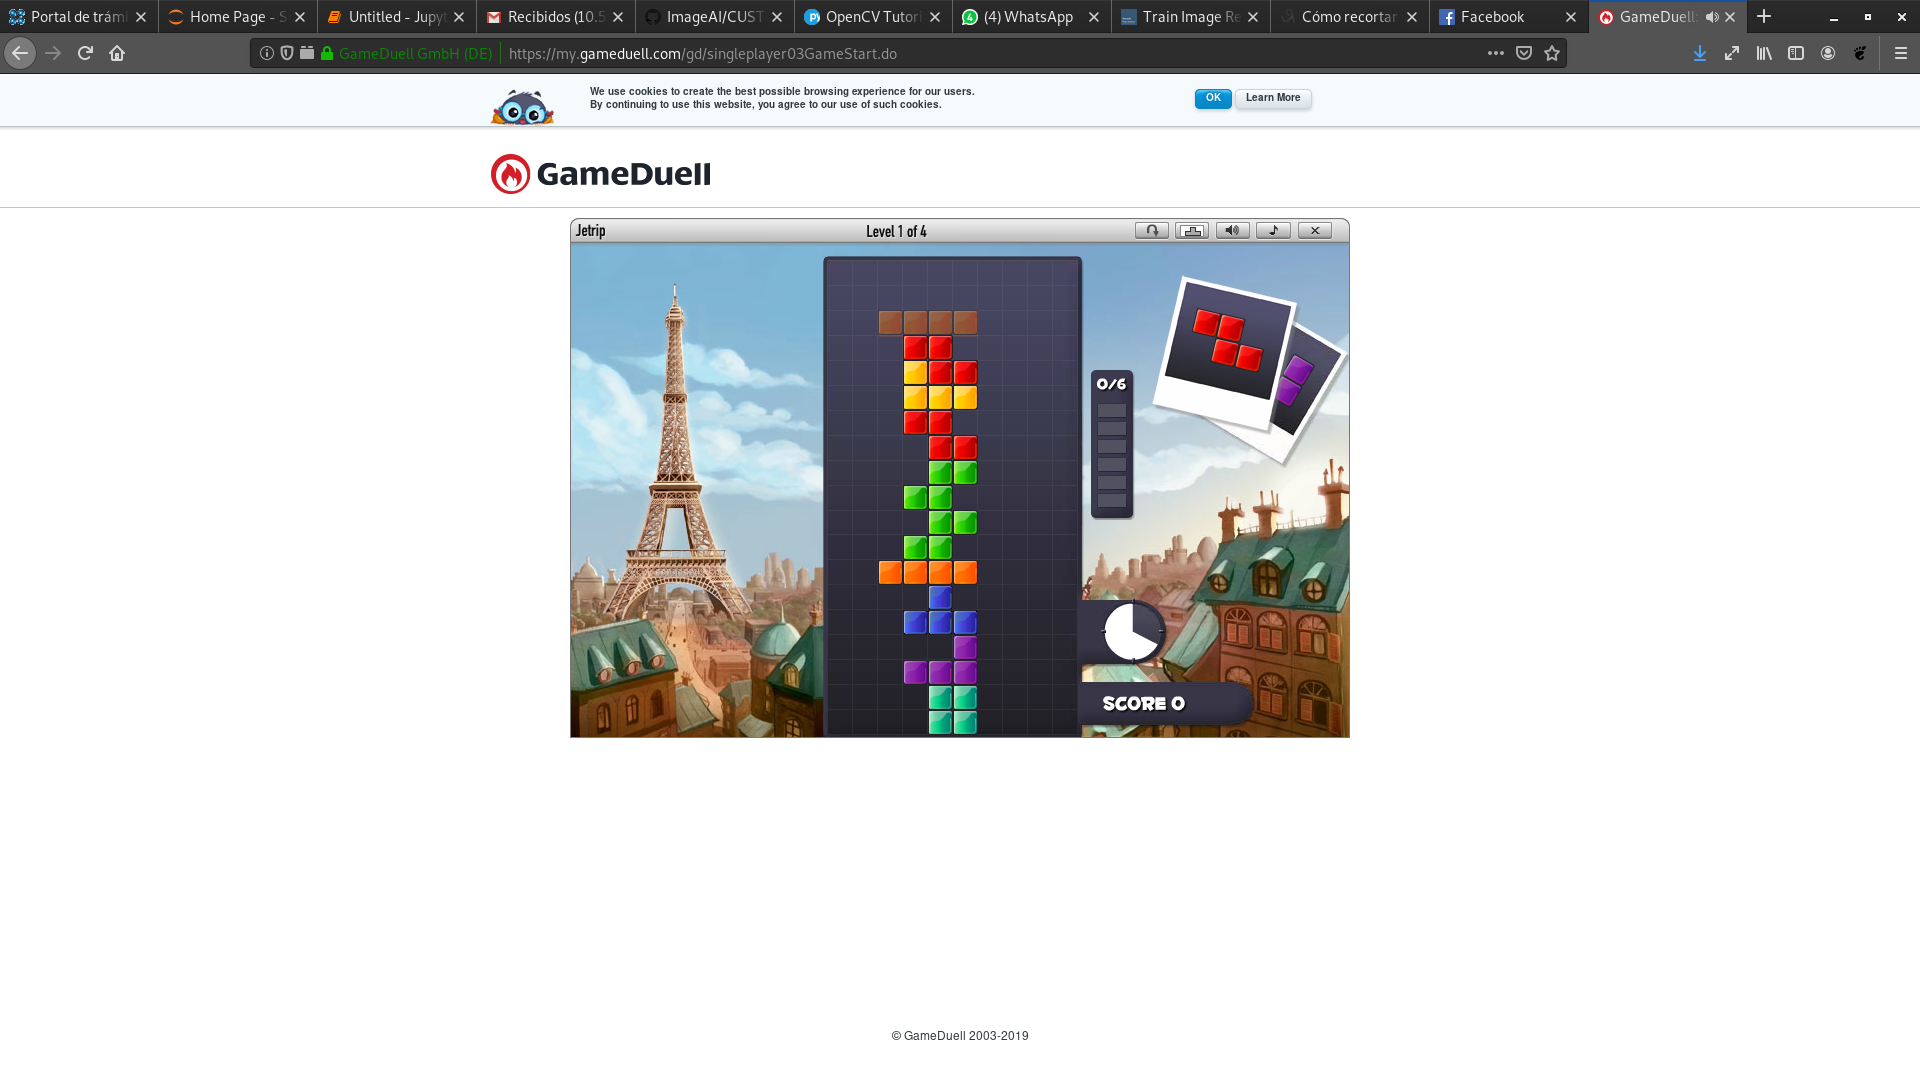 Portal de trámi
Home Page - S
Untitled - Jupyt
Recibidos (10.5
ImageAI/CUST
OpenCV Tutori
(4) WhatsApp
Train Image Re
Cómo recortar
Facebook
GameDuell:
GameDuell GmbH (DE)
https://my.gameduell.com/gd/singleplayer03GameStart.do
We use cookies to create the best possible browsing experience for our users.
By continuing to use this website, you agree to our use of such cookies.
OK
Learn More
GameDuell
Jetrip
Level 1 of 4
0/6
SCORE 0
© GameDuell 2003-2019